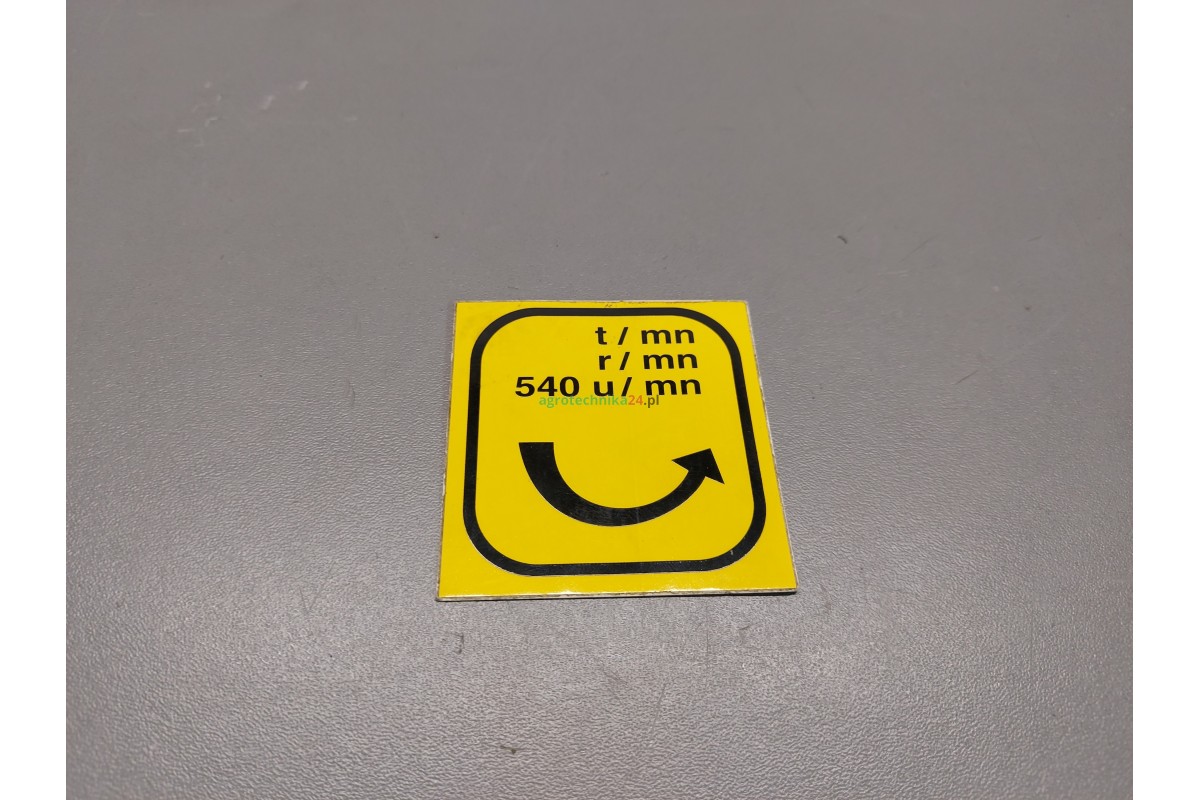 t / mn
r / mn
540 u / mn
agrotechnika24.pl